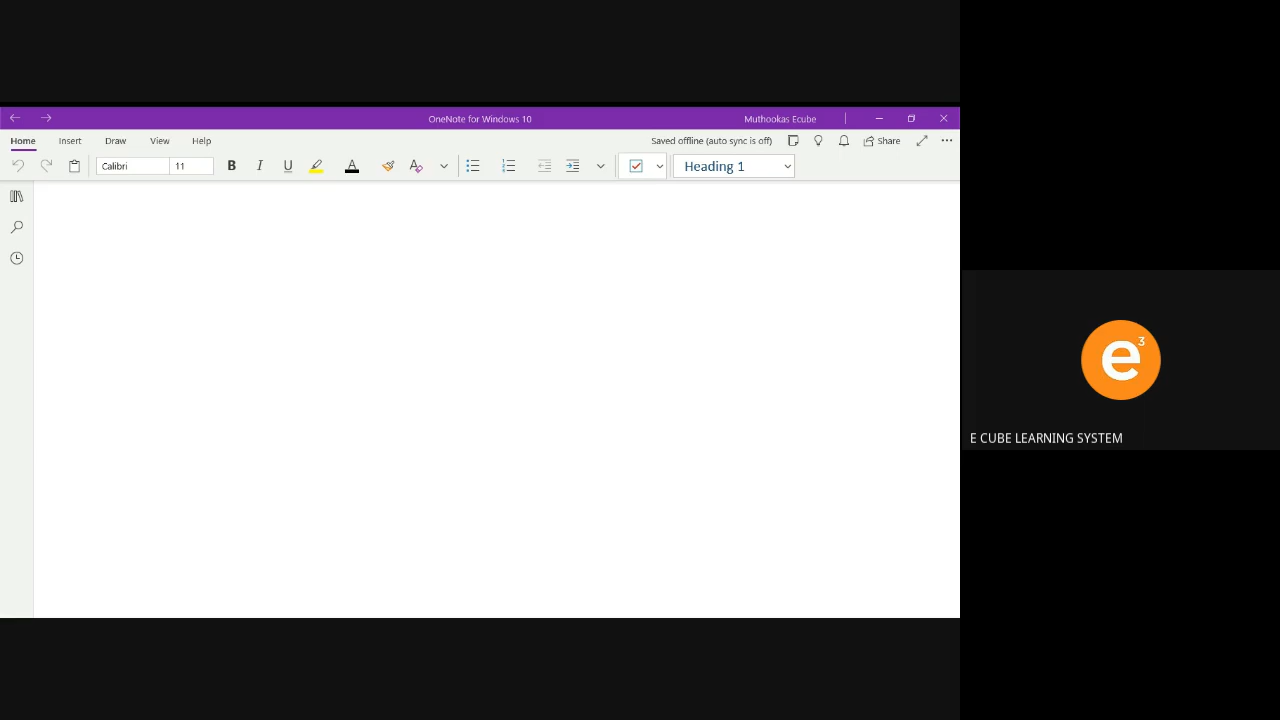 OneNote for Windows 10
Muthookas Ecube
Home Insert Draw View Help
Saved offline (auto sync is off)
Share
Calibri 11 B I U A A Heading 1
e3
E CUBE LEARNING SYSTEM